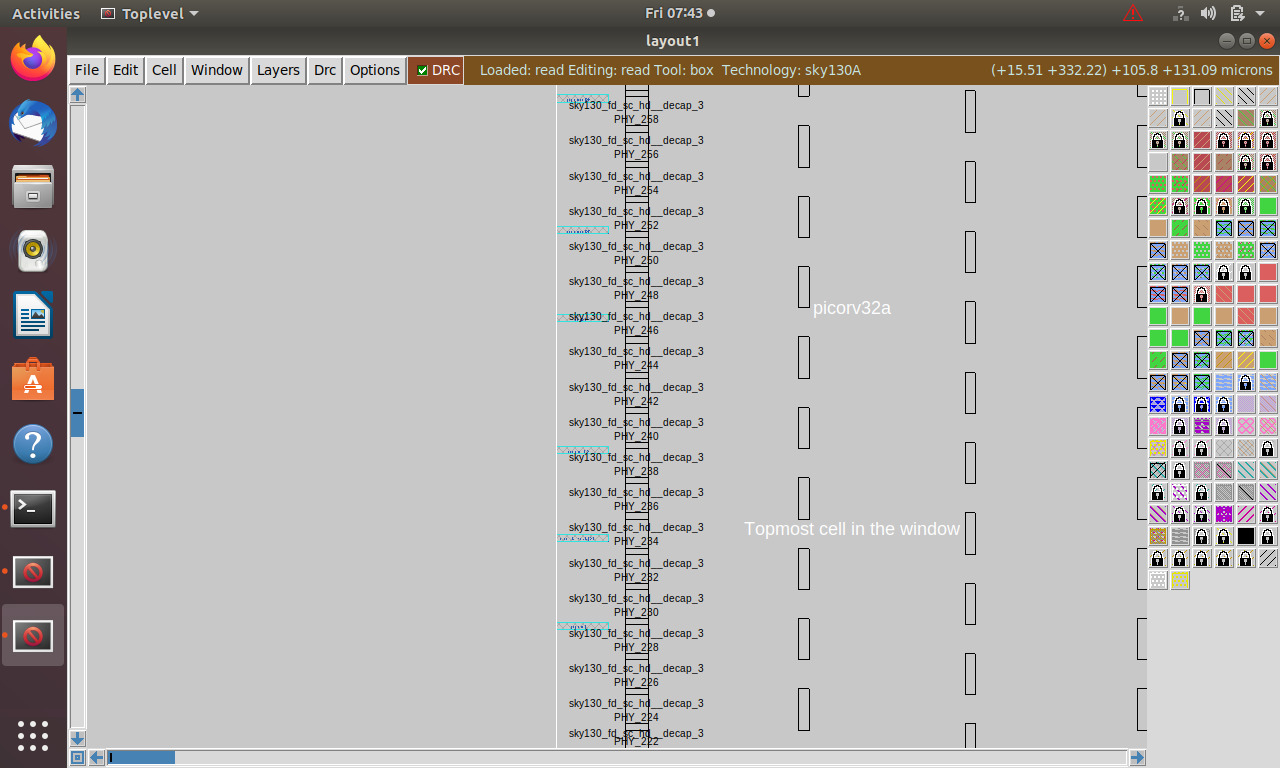 Activities Toplevel Fri 07:43
layout1
File Edit Cell Window Layers Drc Options DRC Loaded: read Editing: read Tool: box Technology: sky130A (+15.51 +332.22) +105.8 +131.09 microns
sky130_fd_sc_hd__decap_3
PHY_258
sky130_fd_sc_hd__decap_3
PHY_256
sky130_fd_sc_hd__decap_3
PHY_254
sky130_fd_sc_hd__decap_3
PHY_252
sky130_fd_sc_hd__decap_3
PHY_250
sky130_fd_sc_hd__decap_3
PHY_248
picorv32a
sky130_fd_sc_hd__decap_3
PHY_246
sky130_fd_sc_hd__decap_3
PHY_244
sky130_fd_sc_hd__decap_3
PHY_242
sky130_fd_sc_hd__decap_3
PHY_240
sky130_fd_sc_hd__decap_3
PHY_238
sky130_fd_sc_hd__decap_3
PHY_236
sky130_fd_sc_hd__decap_3
Topmost cell in the window
PHY_234
sky130_fd_sc_hd__decap_3
PHY_232
sky130_fd_sc_hd__decap_3
PHY_230
sky130_fd_sc_hd__decap_3
PHY_228
sky130_fd_sc_hd__decap_3
PHY_226
sky130_fd_sc_hd__decap_3
PHY_224
sky130_fd_sc_hd__decap_3
PHY_222